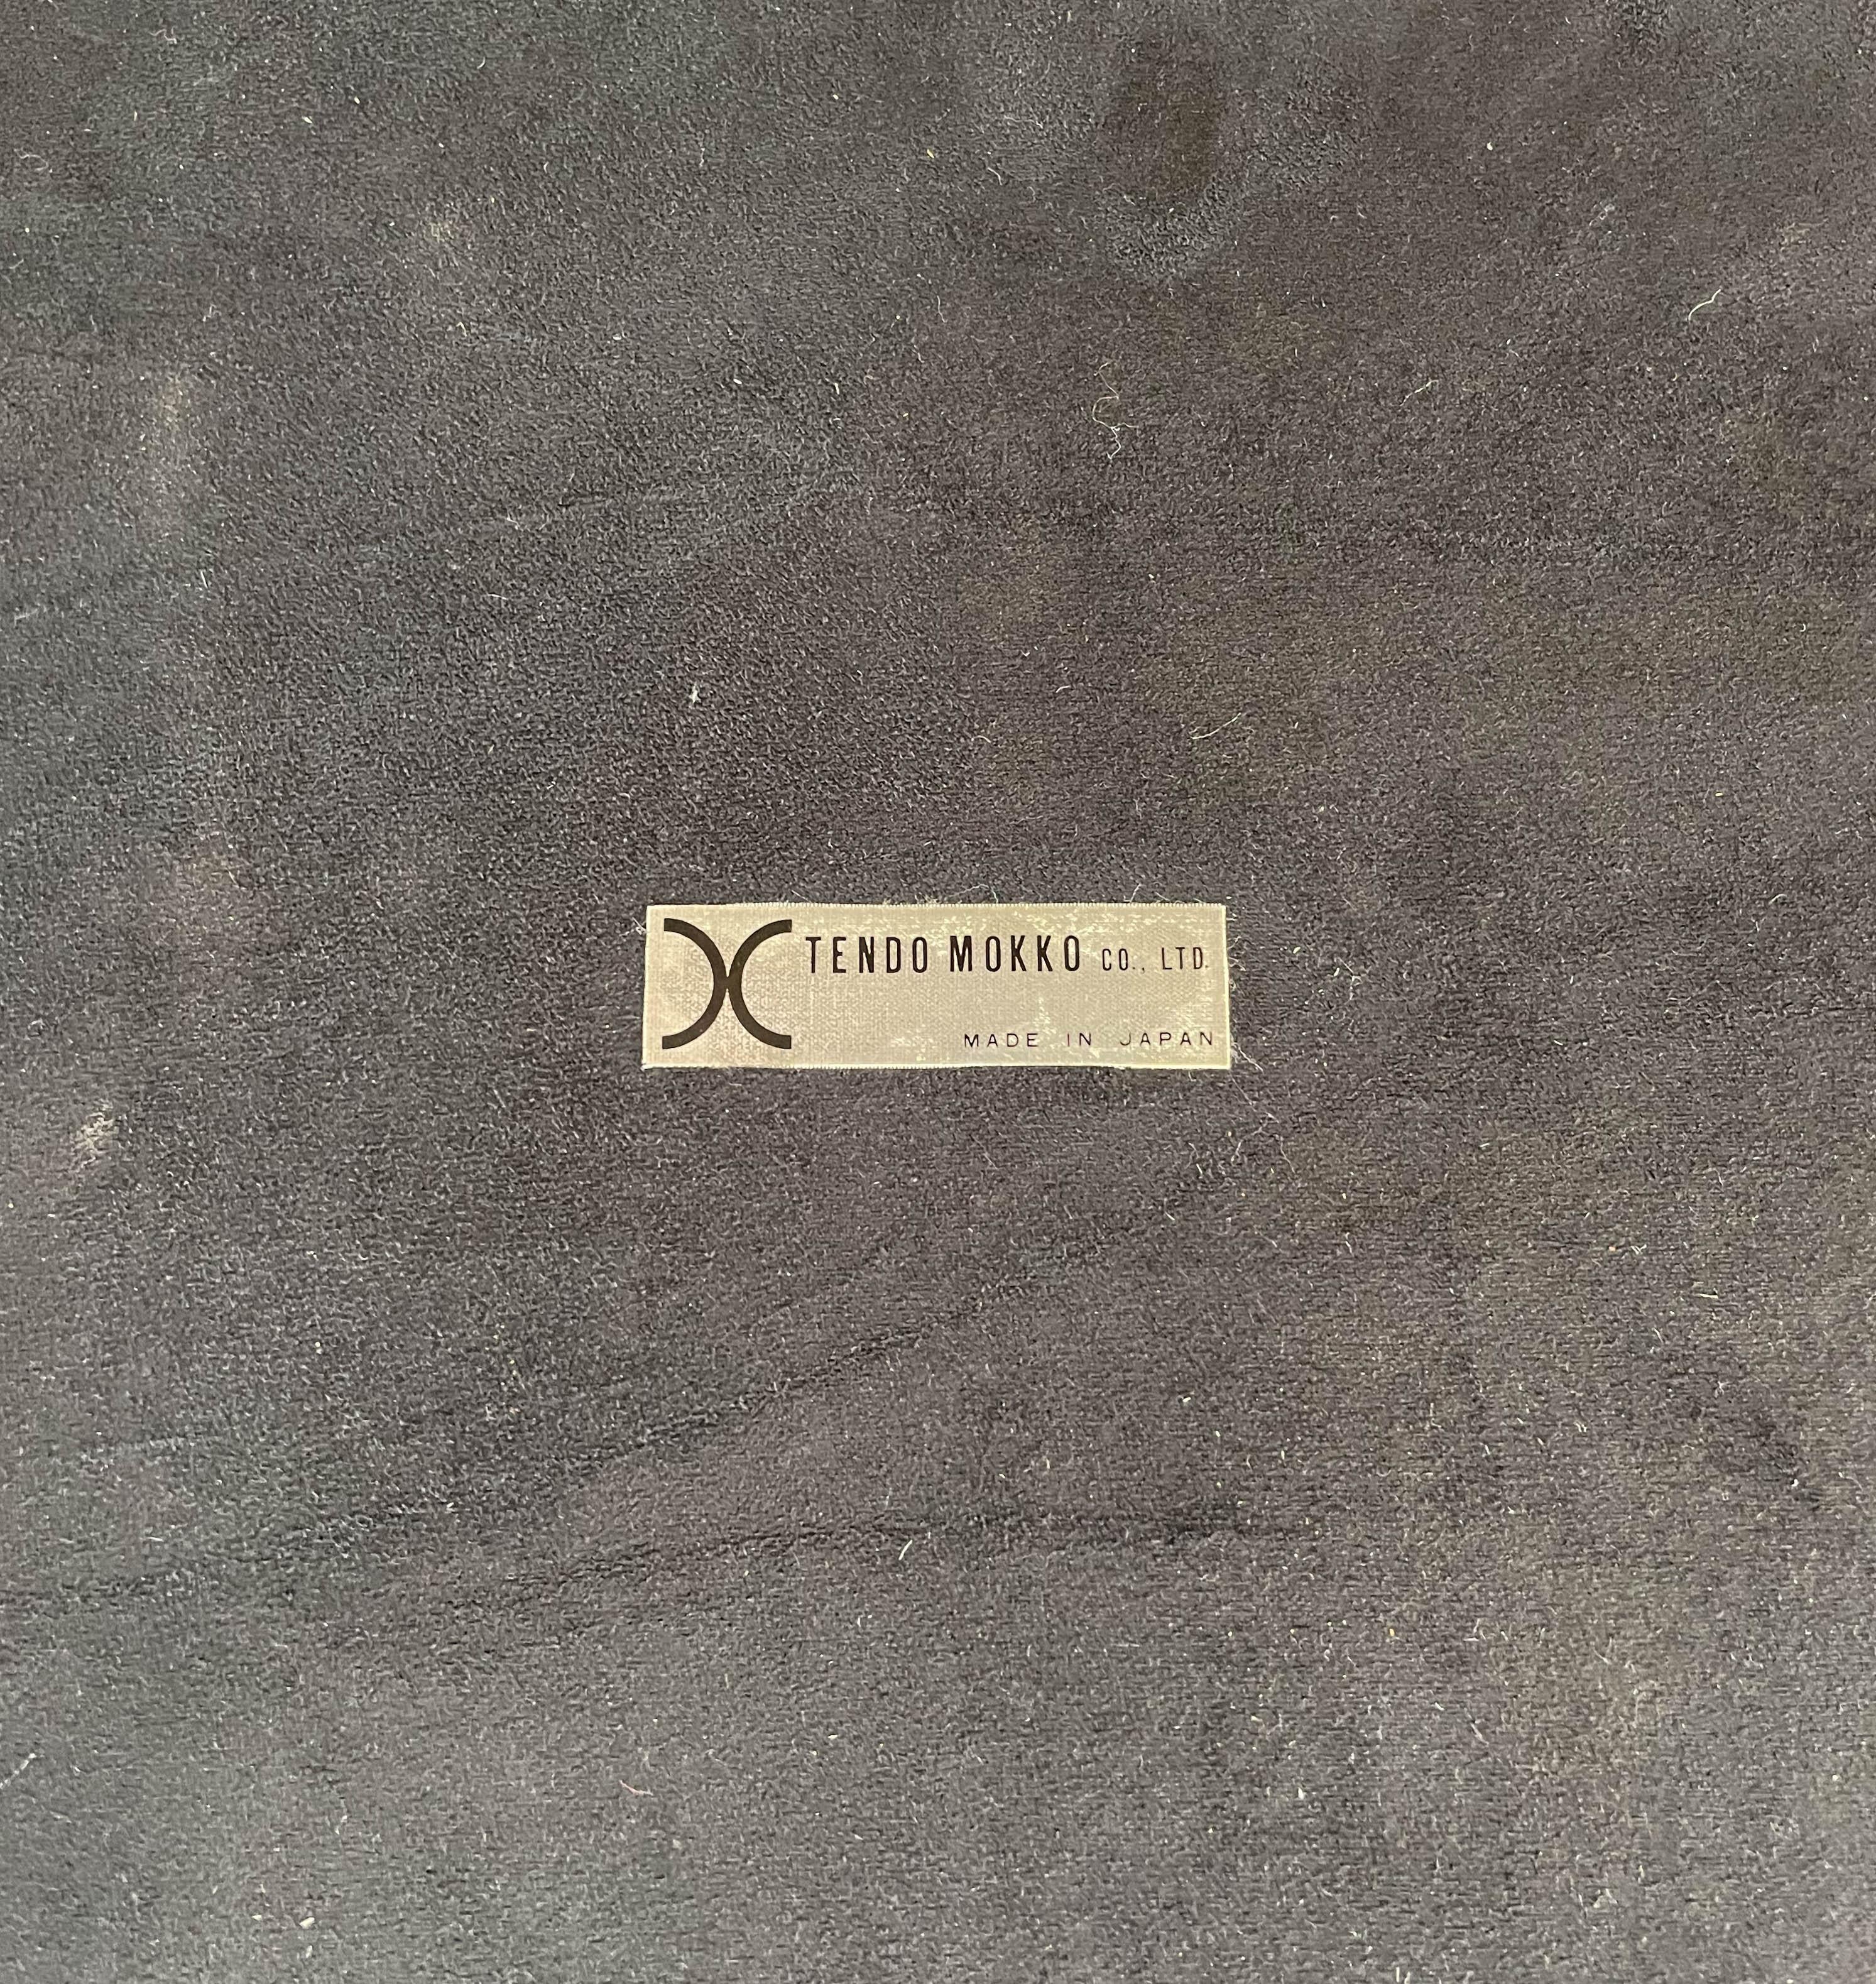 TENDO MOKKO CO., LTD.
MADE IN JAPAN